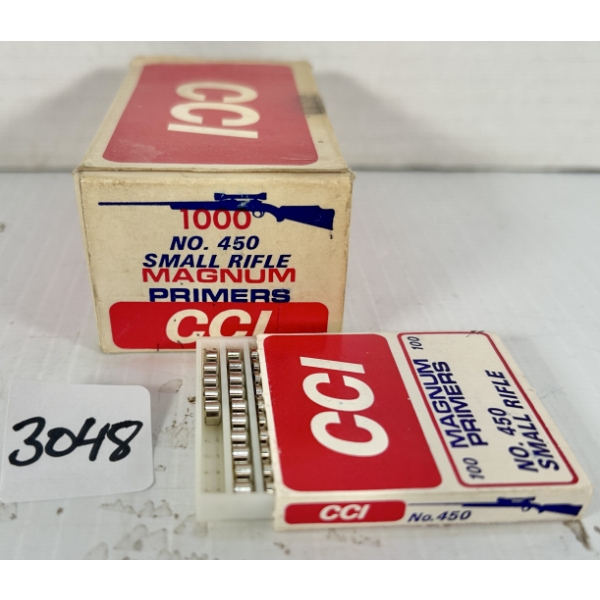 CCI
1000
NO. 450
SMALL RIFLE
MAGNUM
PRIMERS
CCI
3048
CCI
100 MAGNUM PRIMERS 100
NO. 450
SMALL RIFLE
CCI No. 450